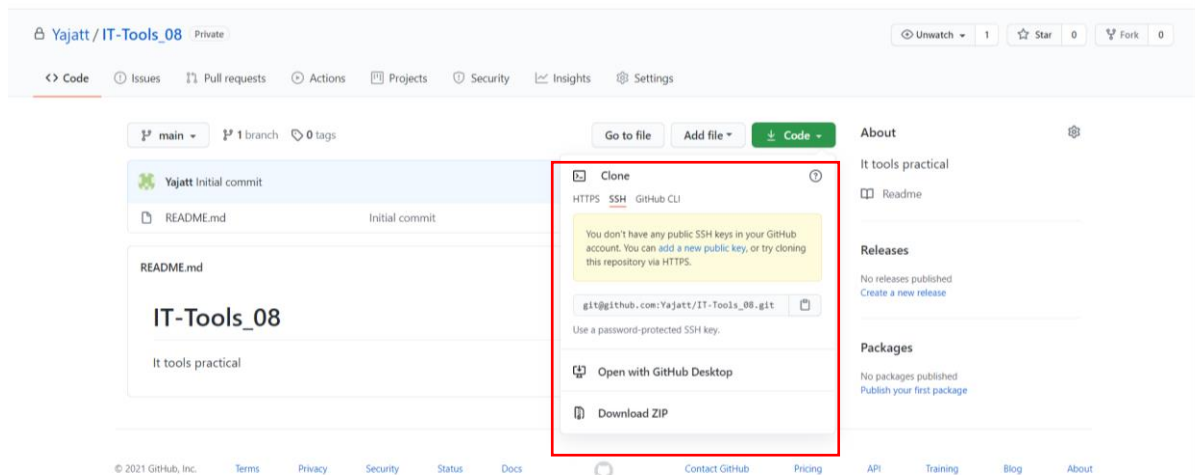 Yajatt / IT-Tools_08 Private
Unwatch 1 Star 0 Fork 0
<> Code Issues Pull requests Actions Projects Security Insights Settings
main 1 branch 0 tags
Go to file Add file Code
Yajatt Initial commit
README.md Initial commit
README.md
IT-Tools_08
It tools practical
Clone
HTTPS SSH GitHub CLI
You don't have any public SSH keys in your GitHub
account. You can add a new public key, or try cloning
this repository via HTTPS.
git@github.com:Yajatt/IT-Tools_08.git
Use a password-protected SSH key.
Open with GitHub Desktop
Download ZIP
About
It tools practical
Readme
Releases
No releases published
Create a new release
Packages
No packages published
Publish your first package
© 2021 GitHub, Inc. Terms Privacy Security Status Docs Contact GitHub Pricing API Training Blog About